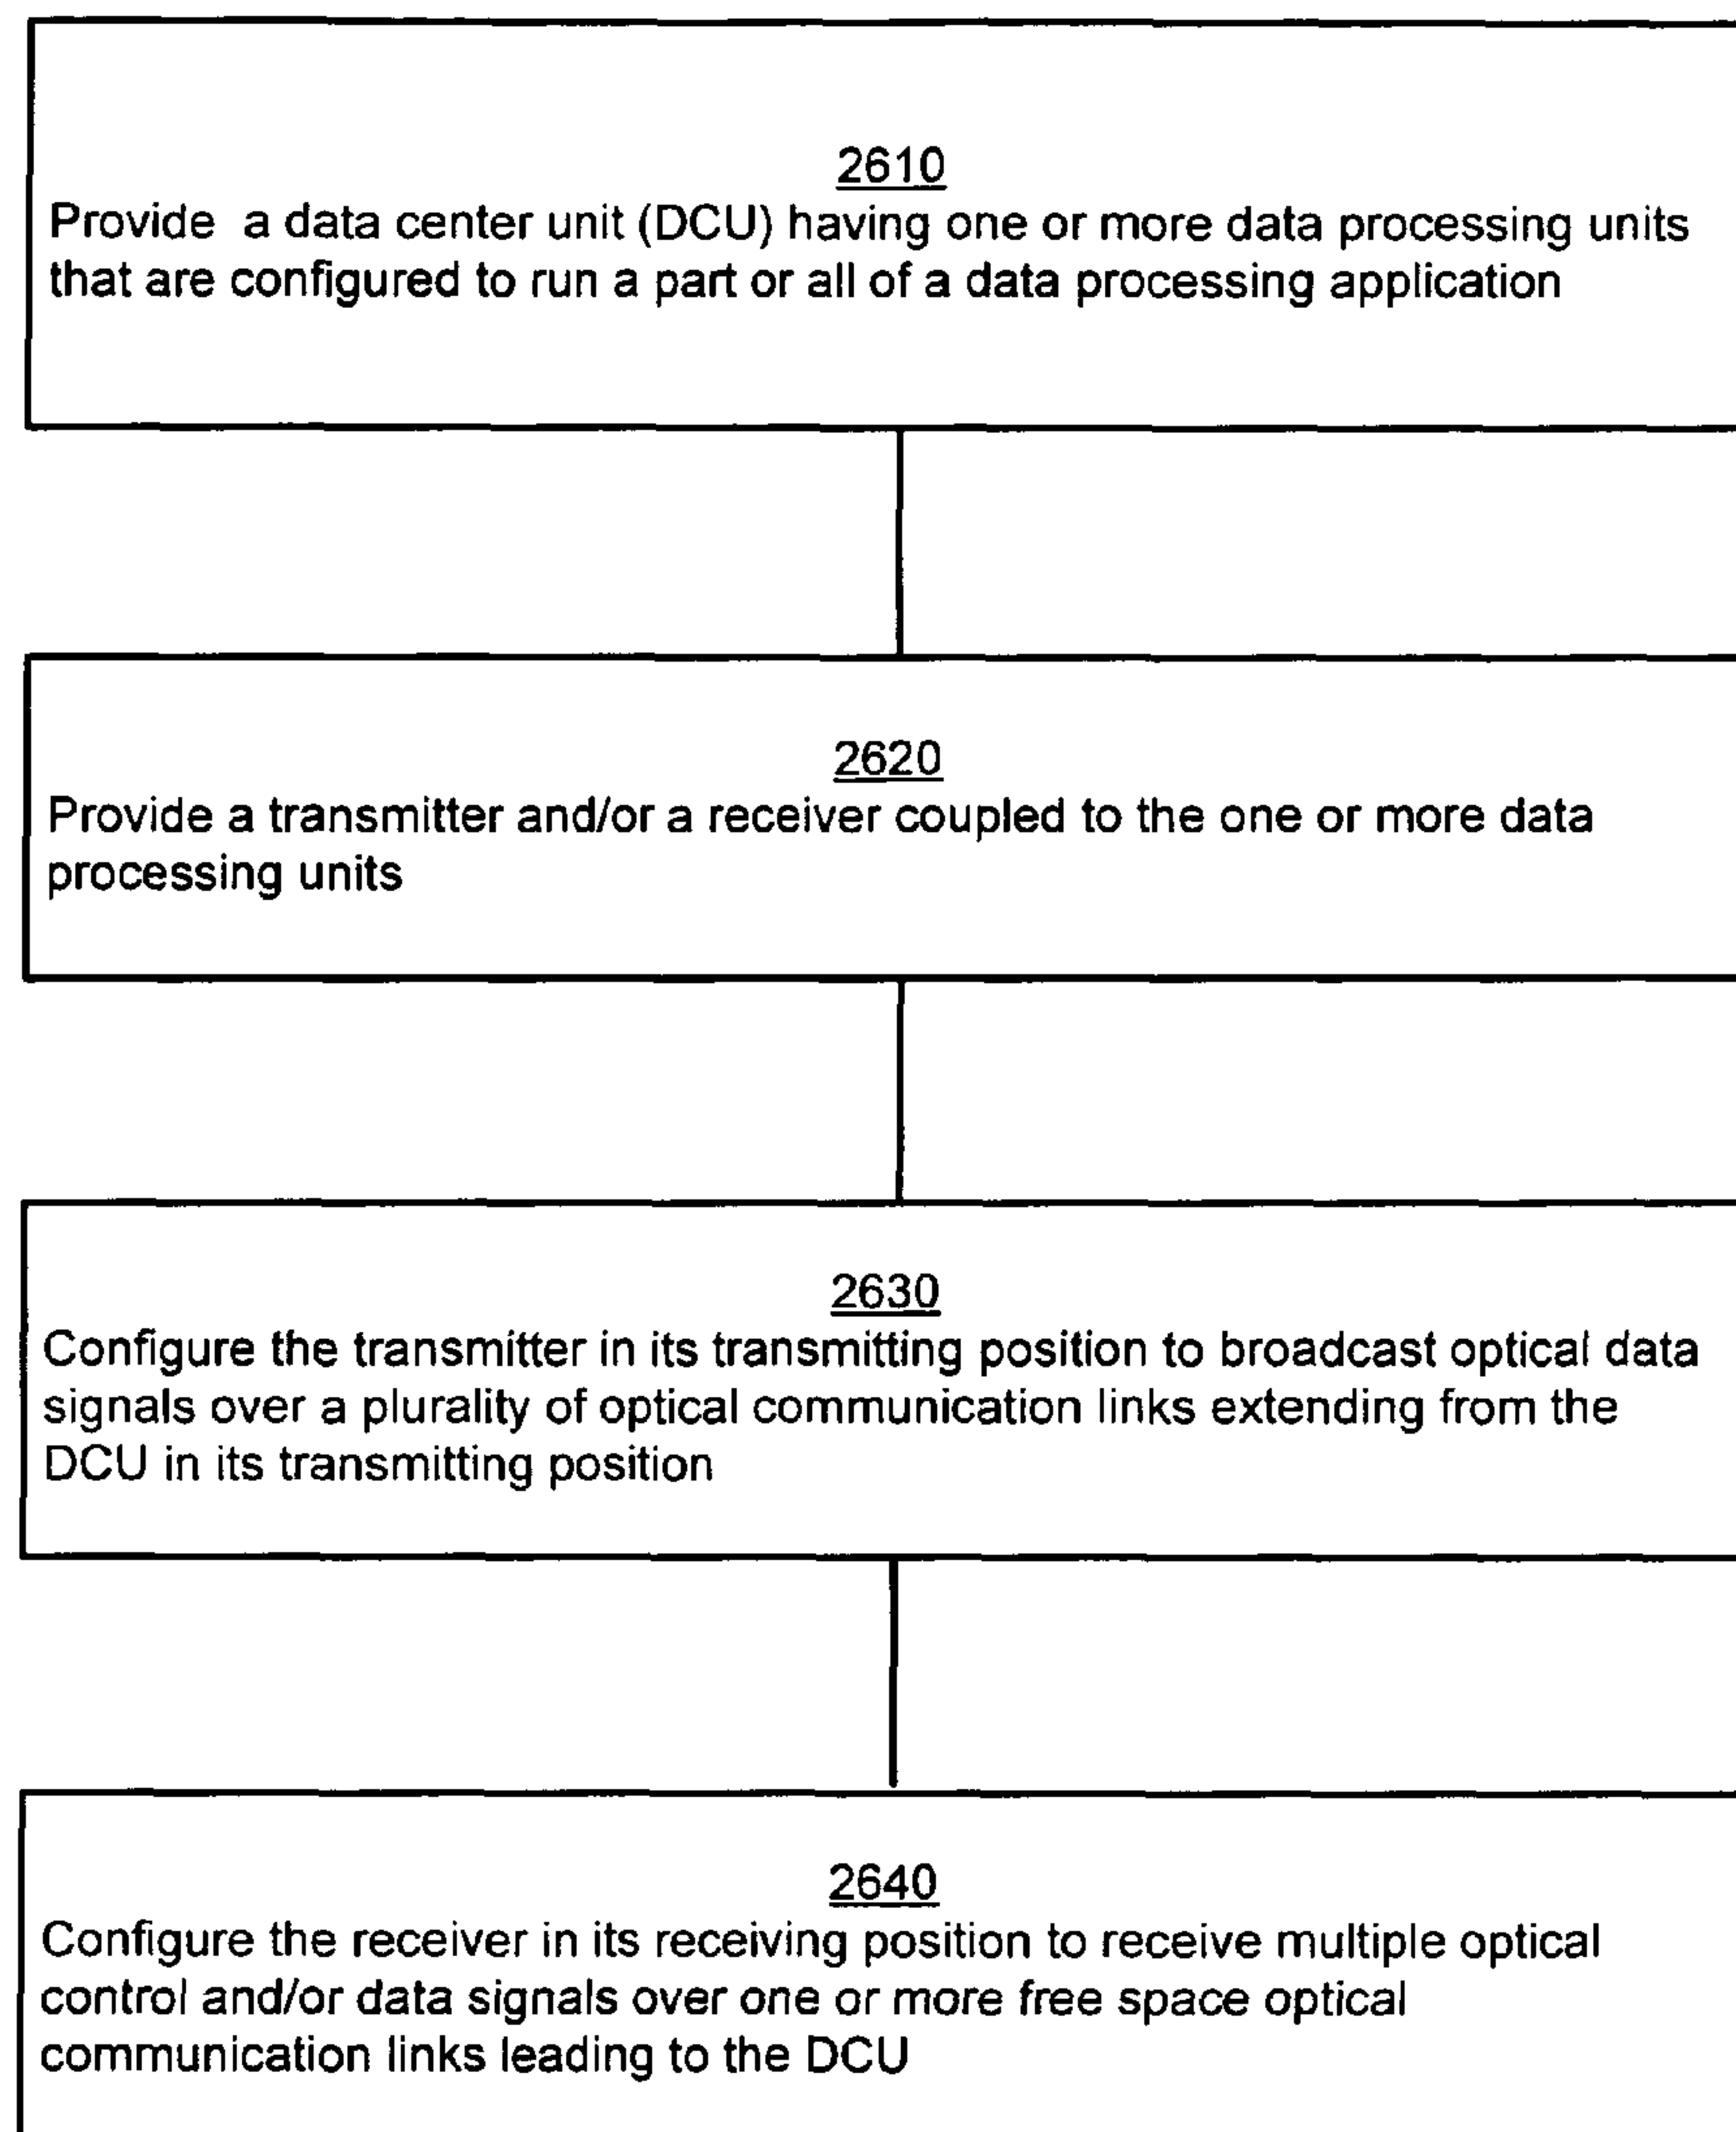 2610
Provide a data center unit (DCU) having one or more data processing units
that are configured to run a part or all of a data processing application
2620
Provide a transmitter and/or a receiver coupled to the one or more data
processing units
2630
Configure the transmitter in its transmitting position to broadcast optical data
signals over a plurality of optical communication links extending from the
DCU in its transmitting position
2640
Configure the receiver in its receiving position to receive multiple optical
control and/or data signals over one or more free space optical
communication links leading to the DCU